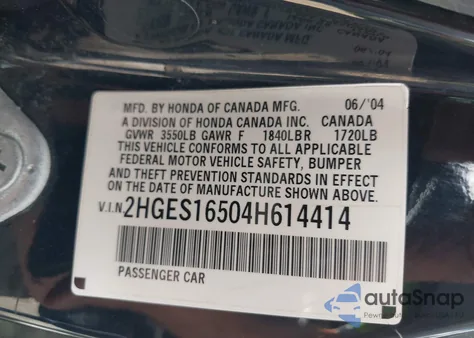 MFD. BY HONDA OF CANADA MFG. 06/'04
A DIVISION OF HONDA CANADA INC. CANADA
GVWR 3550LB GAWR F 1840LB R 1720LB
THIS VEHICLE CONFORMS TO ALL APPLICABLE
FEDERAL MOTOR VEHICLE SAFETY, BUMPER
AND THEFT PREVENTION STANDARDS IN EFFECT
ON THE DATE OF MANUFACTURE SHOWN ABOVE.
V.I.N. 2HGES16504H614414
PASSENGER CAR
autoSnap